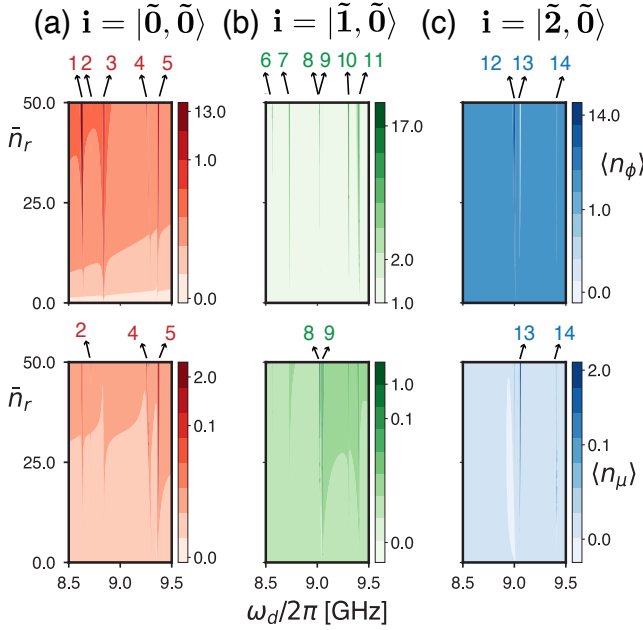 (a) i = |0̃, 0̃⟩ (b) i = |1̃, 0̃⟩ (c) i = |2̃, 0̃⟩
1 2 3 4 5 6 7 8 9 10 11 12 13 14
n̄_r 50.0 25.0 0.0 13.0 1.0 0.0 17.0 2.0 1.0 14.0 1.0 0.0 ⟨n_ϕ⟩
2 4 5 8 9 13 14
n̄_r 50.0 25.0 0.0 2.0 0.1 0.0 1.0 0.1 0.0 2.0 0.1 0.0 ⟨n_μ⟩
8.5 9.0 9.5 8.5 9.0 9.5 8.5 9.0 9.5
ω_d/2π [GHz]